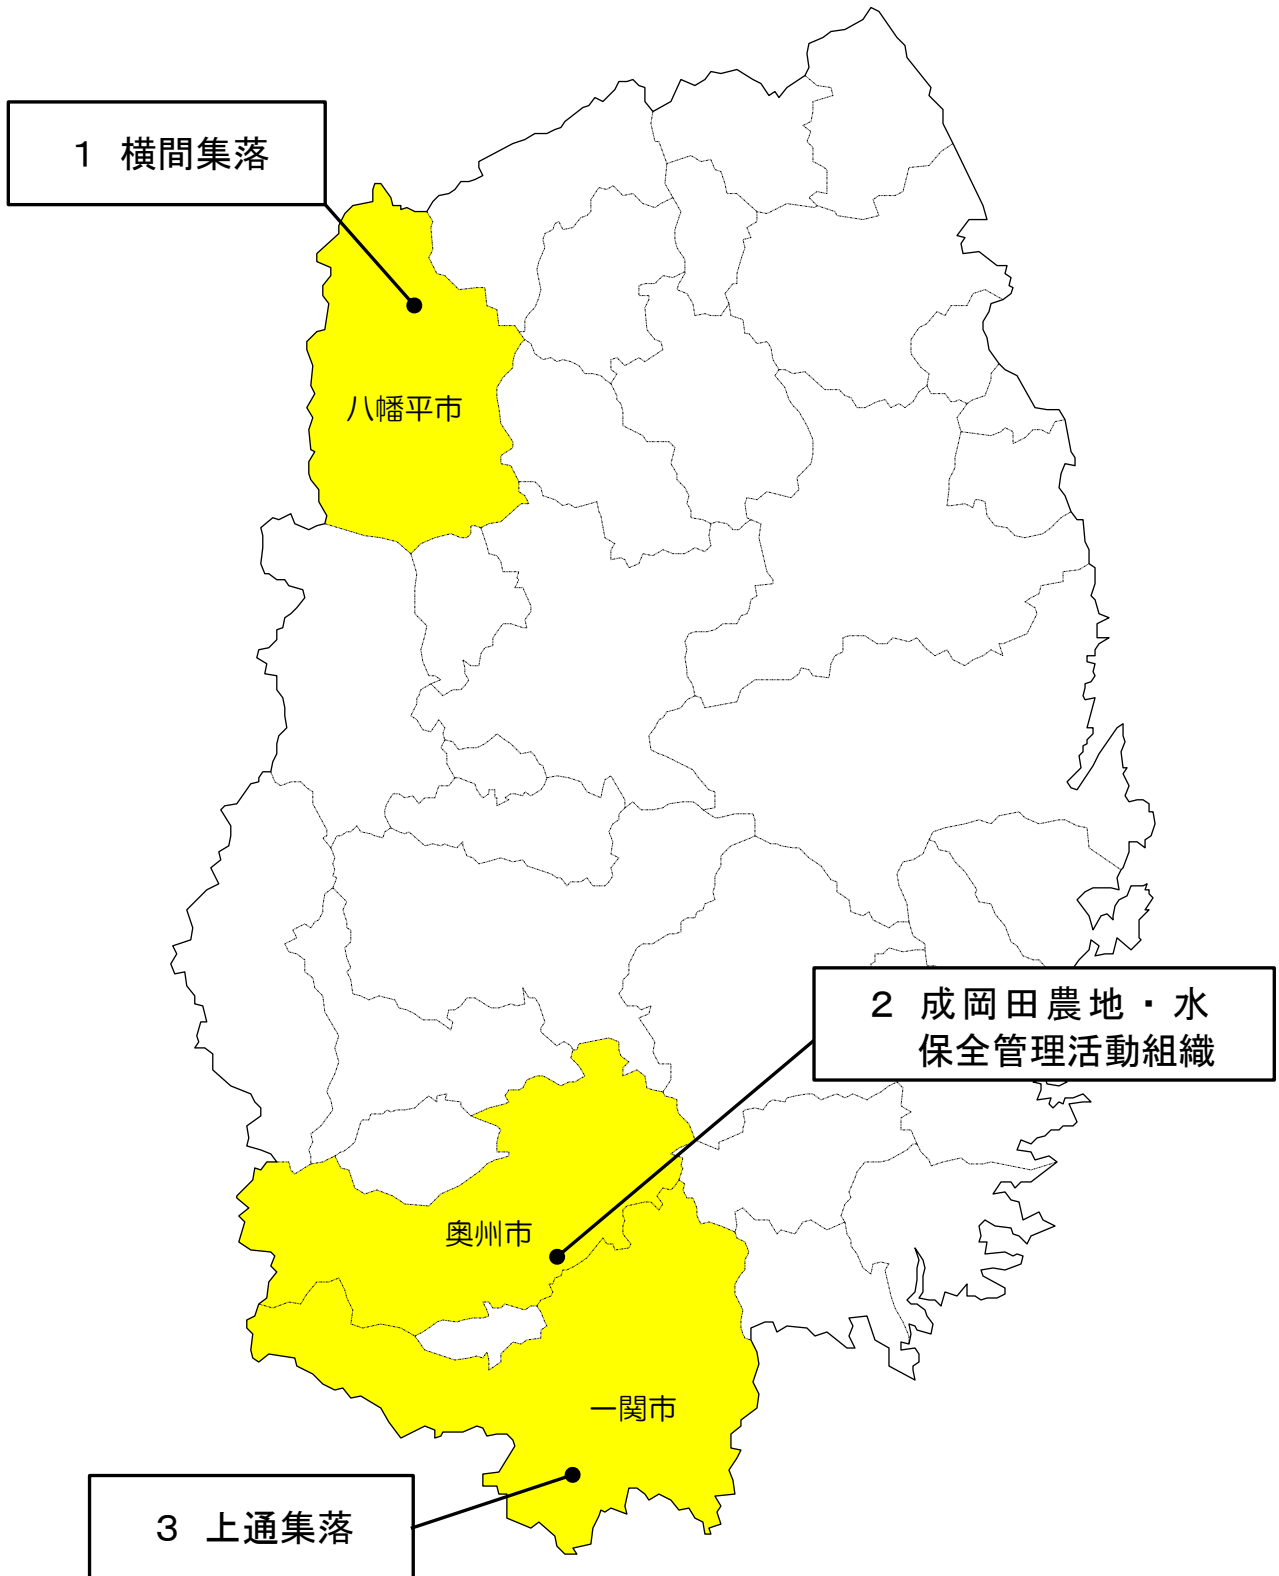 １　横間集落
八幡平市
２　成岡田農地・水
保全管理活動組織
奥州市
一関市
３　上通集落